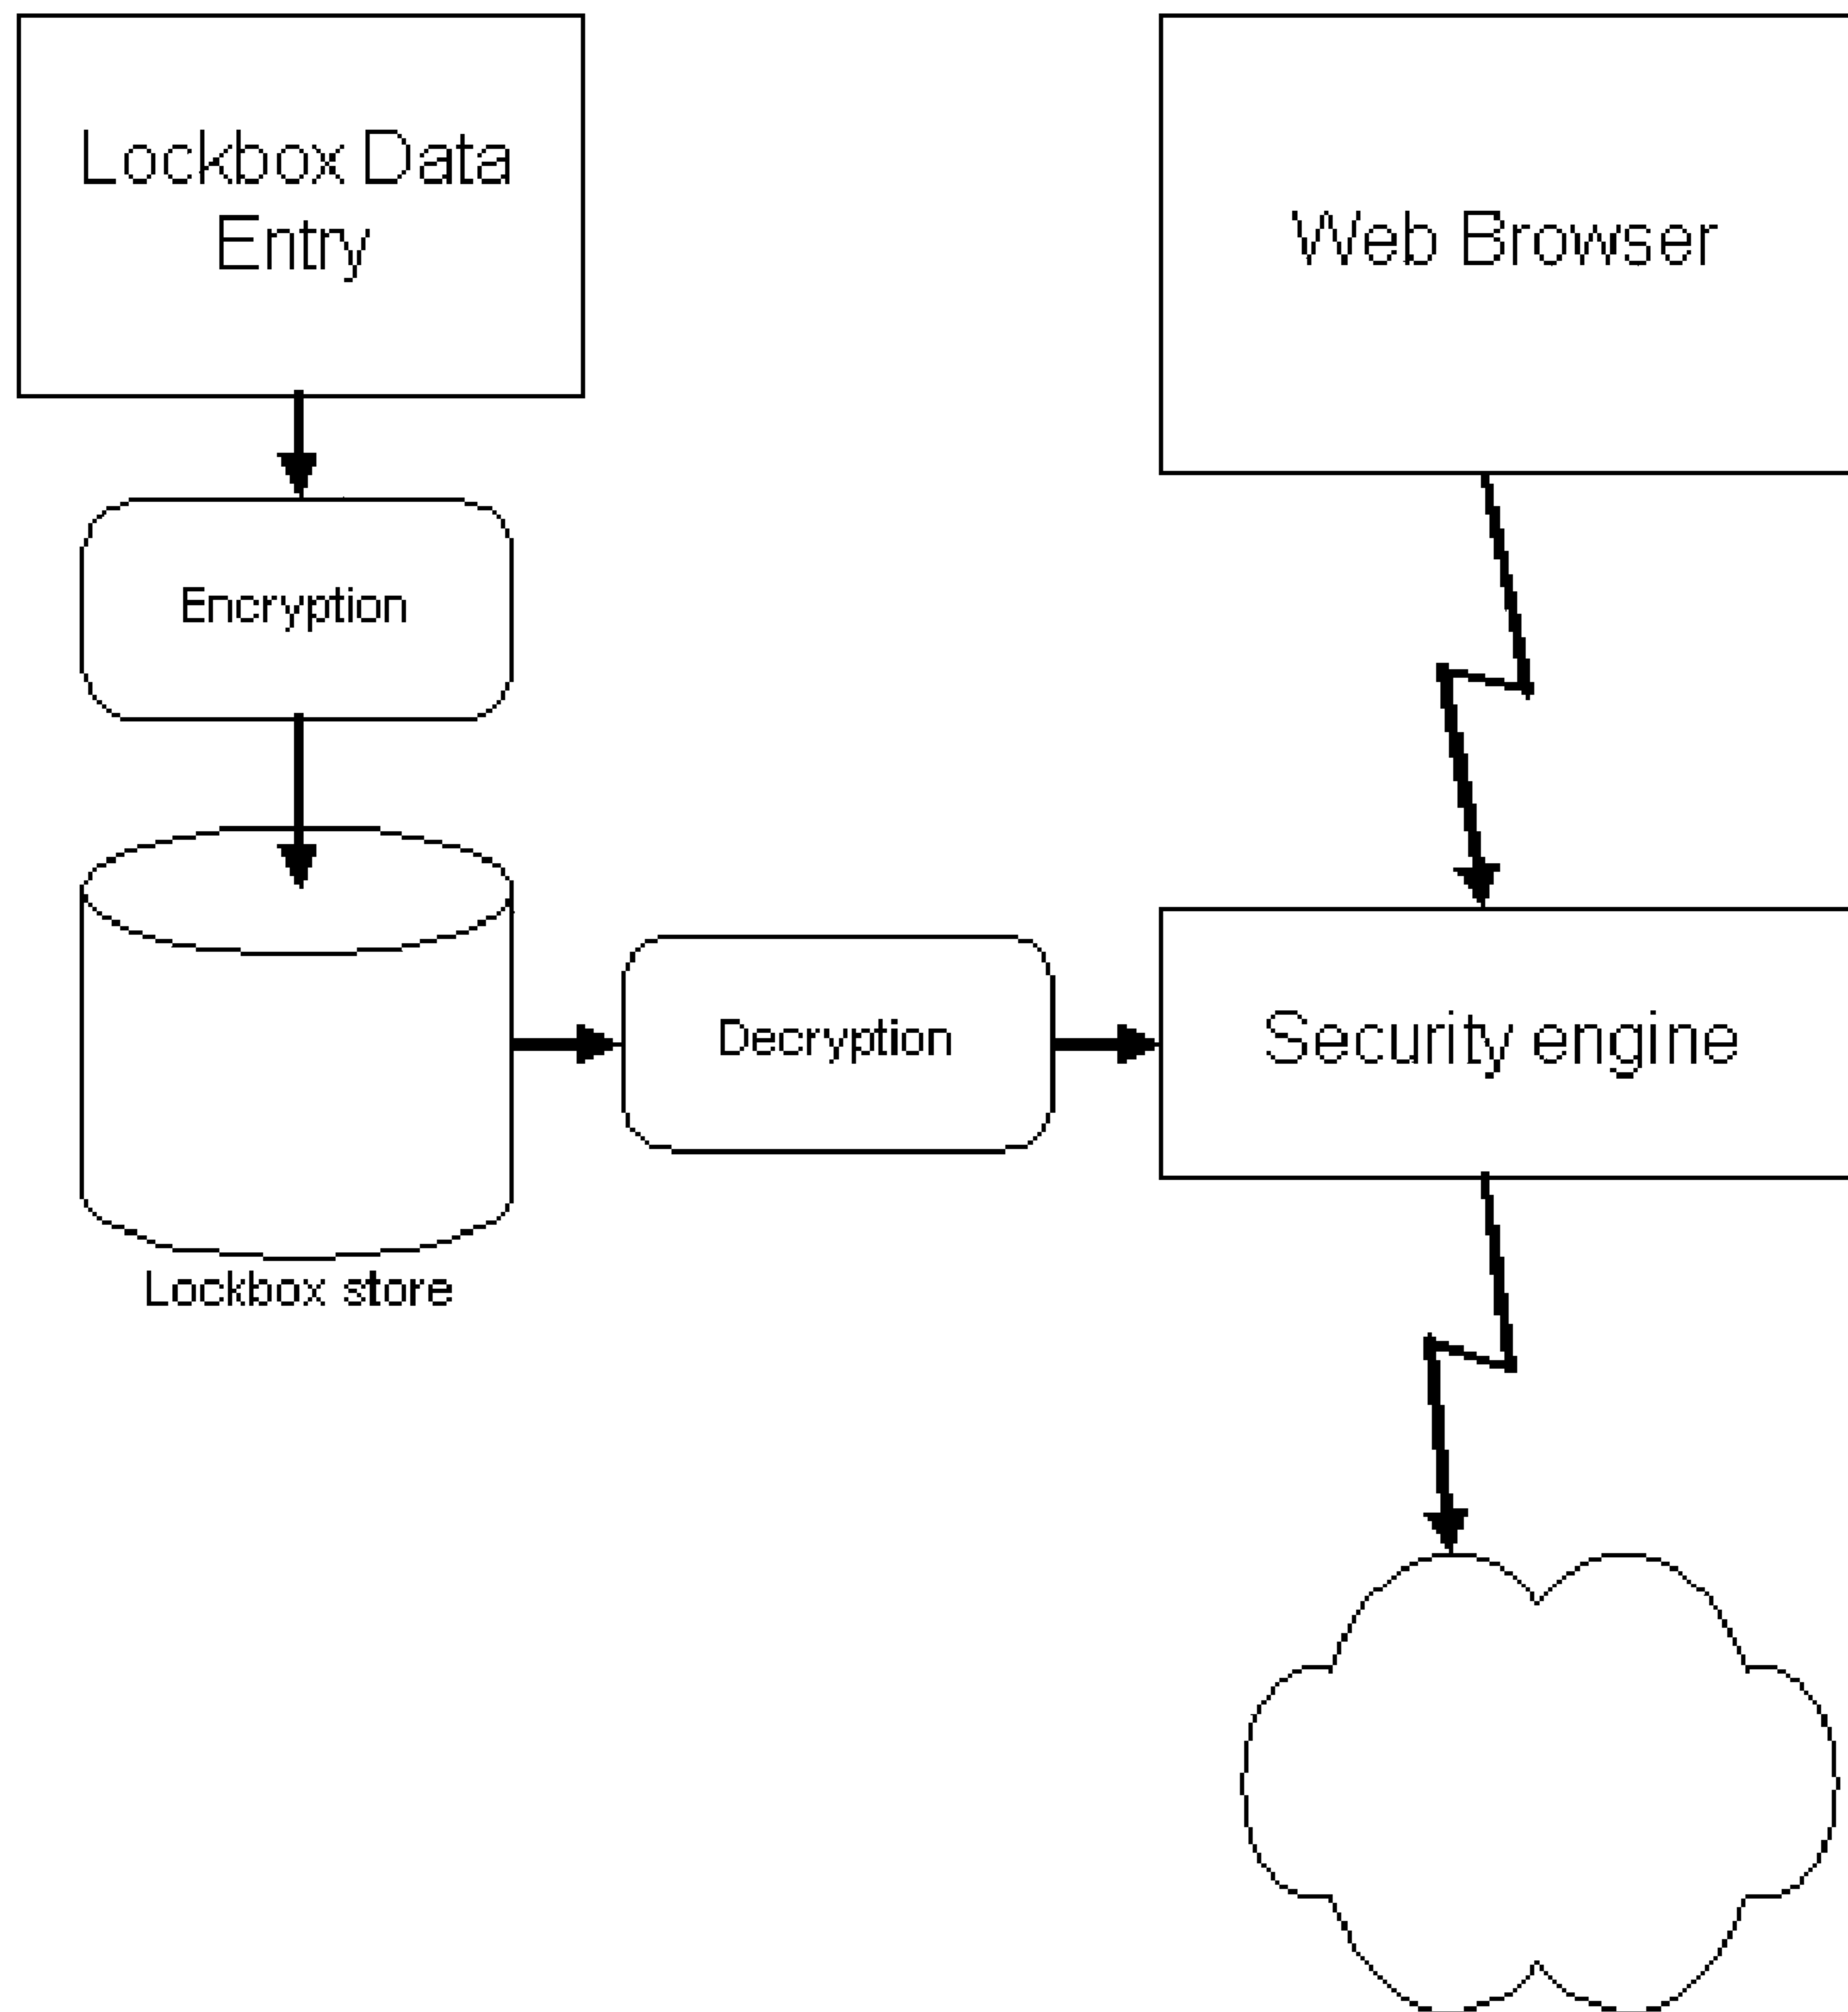 Lockbox Data
Entry
Web Browser
Encryption
Decryption
Security engine
Lockbox store